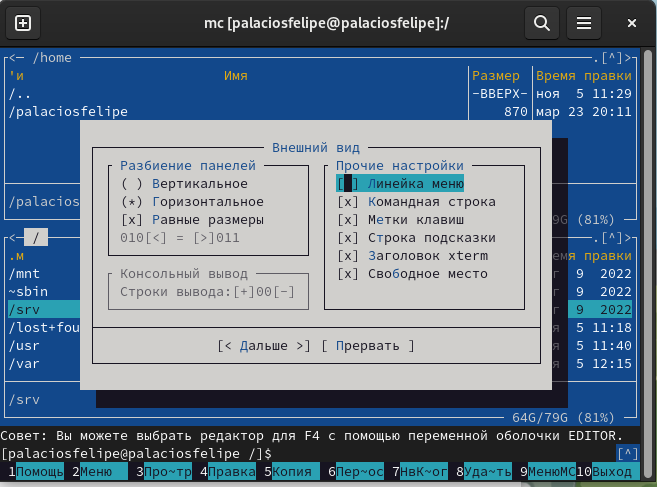 mc [palaciosfelipe@palaciosfelipe]:/
<— /home .[^]>
'и Имя Размер Время правки
/.. -ВВЕРХ- ноя 5 11:29
/palaciosfelipe 870 мар 23 20:11
Внешний вид
Разбиение панелей
( ) Вертикальное
(*) Горизонтальное
[x] Равные размеры
010[<] = [>]011
Консольный вывод
Строки вывода:[+]00[-]
Прочие настройки
[ ] Линейка меню
[x] Командная строка
[x] Метки клавиш
[x] Строка подсказки
[x] Заголовок xterm
[x] Свободное место
[< Дальше >] [ Прервать ]
/palacios
9G (81%)
<— / .[^]>
.м емя правки
/mnt г 9 2022
~sbin г 9 2022
/srv г 9 2022
/lost+fou я 5 11:18
/usr я 5 11:40
/var я 5 12:15
/srv
64G/79G (81%)
Совет: Вы можете выбрать редактор для F4 с помощью переменной оболочки EDITOR.
[palaciosfelipe@palaciosfelipe /]$ [^]
1Помощь 2Меню 3Про~тр 4Правка 5Копия 6Пер~ос 7НвК~ог 8Уда~ть 9МенюMC 10Выход